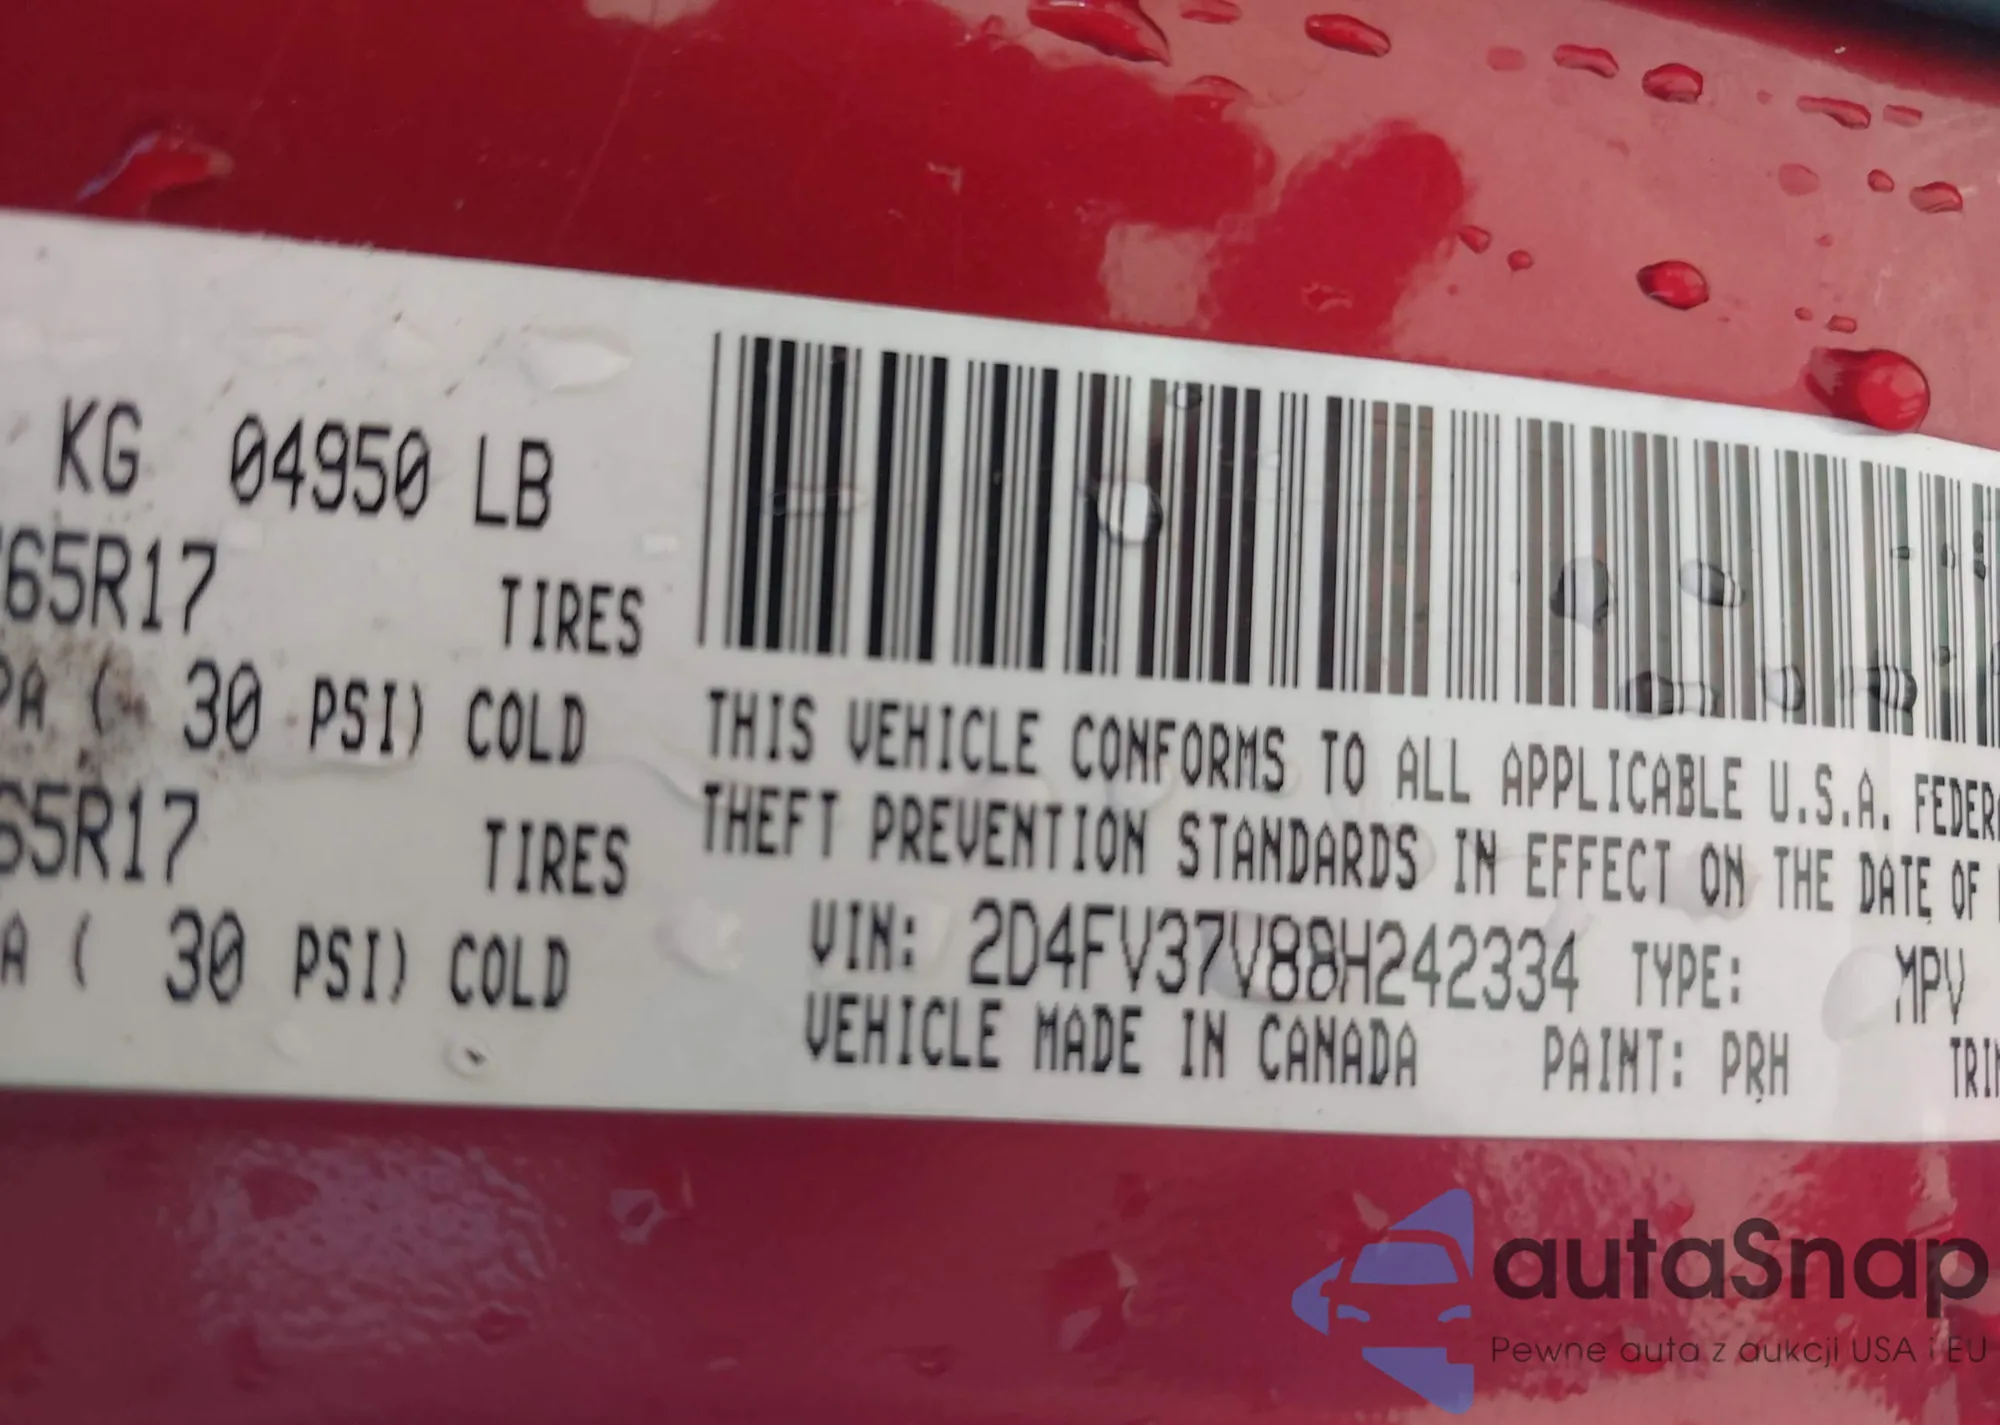 KG 04950 LB
65R17 TIRES
PA ( 30 PSI) COLD
65R17 TIRES
A ( 30 PSI) COLD
THIS VEHICLE CONFORMS TO ALL APPLICABLE U.S.A. FEDER
THEFT PREVENTION STANDARDS IN EFFECT ON THE DATE OF
VIN: 2D4FV37V88H242334 TYPE: MPV
VEHICLE MADE IN CANADA PAINT: PRH TRI
autaSnap
Pewne auta z aukcji USA i EU